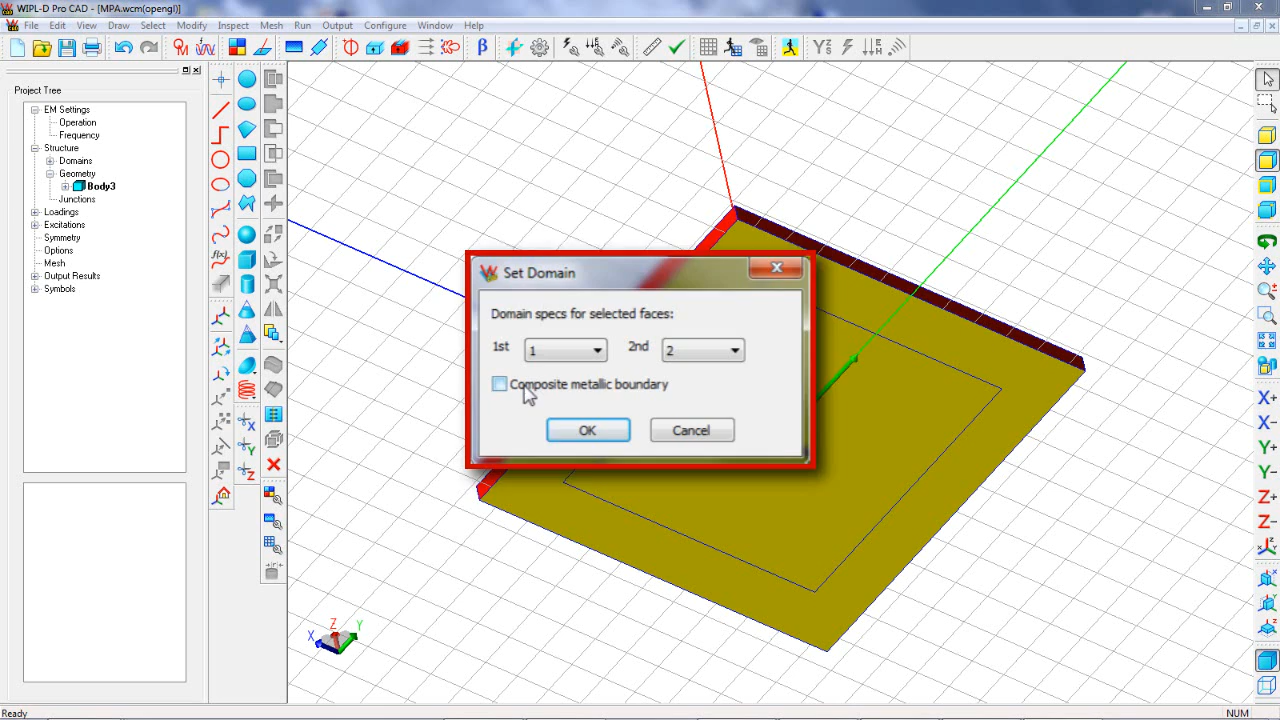 WIPL-D Pro CAD - [MPA.wcm(opengl)]
File Edit View Draw Select Modify Inspect Mesh Run Output Configure Window Help
β
Project Tree
EM Settings
Operation
Frequency
Structure
Domains
Geometry
Body3
Junctions
Loadings
Excitations
Symmetry
Options
Mesh
Output Results
Symbols
f(x)
X
Y
Z
Set Domain
Domain specs for selected faces:
1st 1 2nd 2
Composite metallic boundary
OK Cancel
X+
X-
Y+
Y-
Z+
Z-
Z
Y
X
Ready NUM